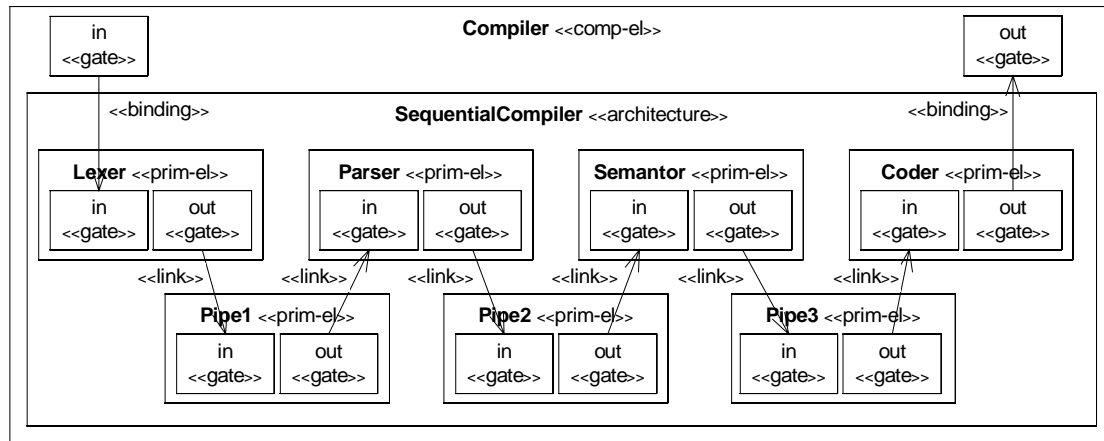 in
<<gate>>
Compiler <<comp-el>>
out
<<gate>>
<<binding>>
SequentialCompiler <<architecture>>
<<binding>>
Lexer <<prim-el>>
in
<<gate>>
out
<<gate>>
Parser <<prim-el>>
in
<<gate>>
out
<<gate>>
Semantor <<prim-el>>
in
<<gate>>
out
<<gate>>
Coder <<prim-el>>
in
<<gate>>
out
<<gate>>
<<link>>
<<link>>
<<link>>
<<link>>
<<link>>
<<link>>
Pipe1 <<prim-el>>
in
<<gate>>
out
<<gate>>
Pipe2 <<prim-el>>
in
<<gate>>
out
<<gate>>
Pipe3 <<prim-el>>
in
<<gate>>
out
<<gate>>